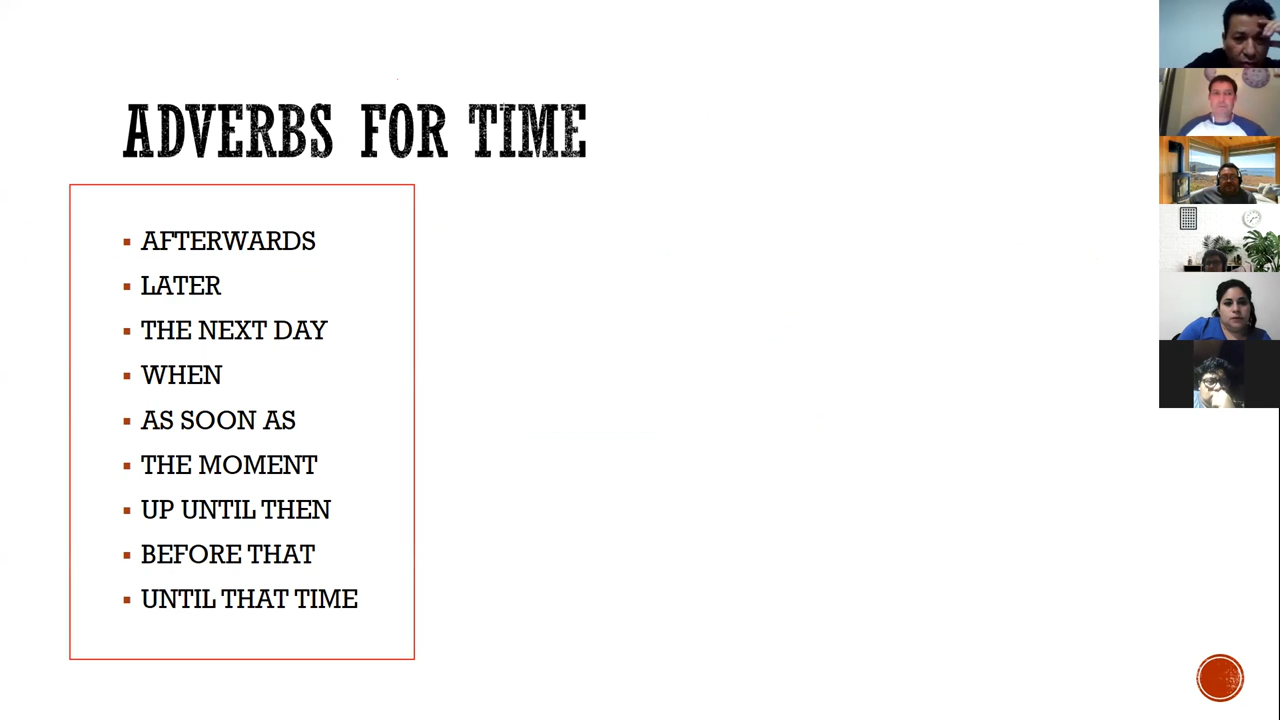 ADVERBS FOR TIME
AFTERWARDS
LATER
THE NEXT DAY
WHEN
AS SOON AS
THE MOMENT
UP UNTIL THEN
BEFORE THAT
UNTIL THAT TIME